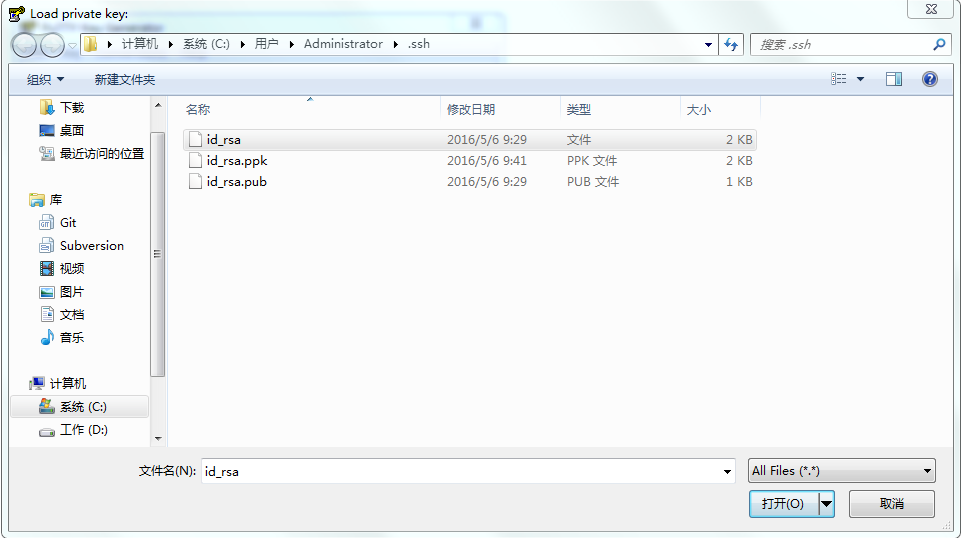 Load private key:
计算机 系统 (C:) 用户 Administrator .ssh
搜索 .ssh
组织 新建文件夹
名称 修改日期 类型 大小
下载
桌面
最近访问的位置
库
Git
Subversion
视频
图片
文档
音乐
计算机
系统 (C:)
工作 (D:)
id_rsa 2016/5/6 9:29 文件 2 KB
id_rsa.ppk 2016/5/6 9:41 PPK 文件 2 KB
id_rsa.pub 2016/5/6 9:29 PUB 文件 1 KB
文件名(N): id_rsa
All Files (*.*)
打开(O) 取消